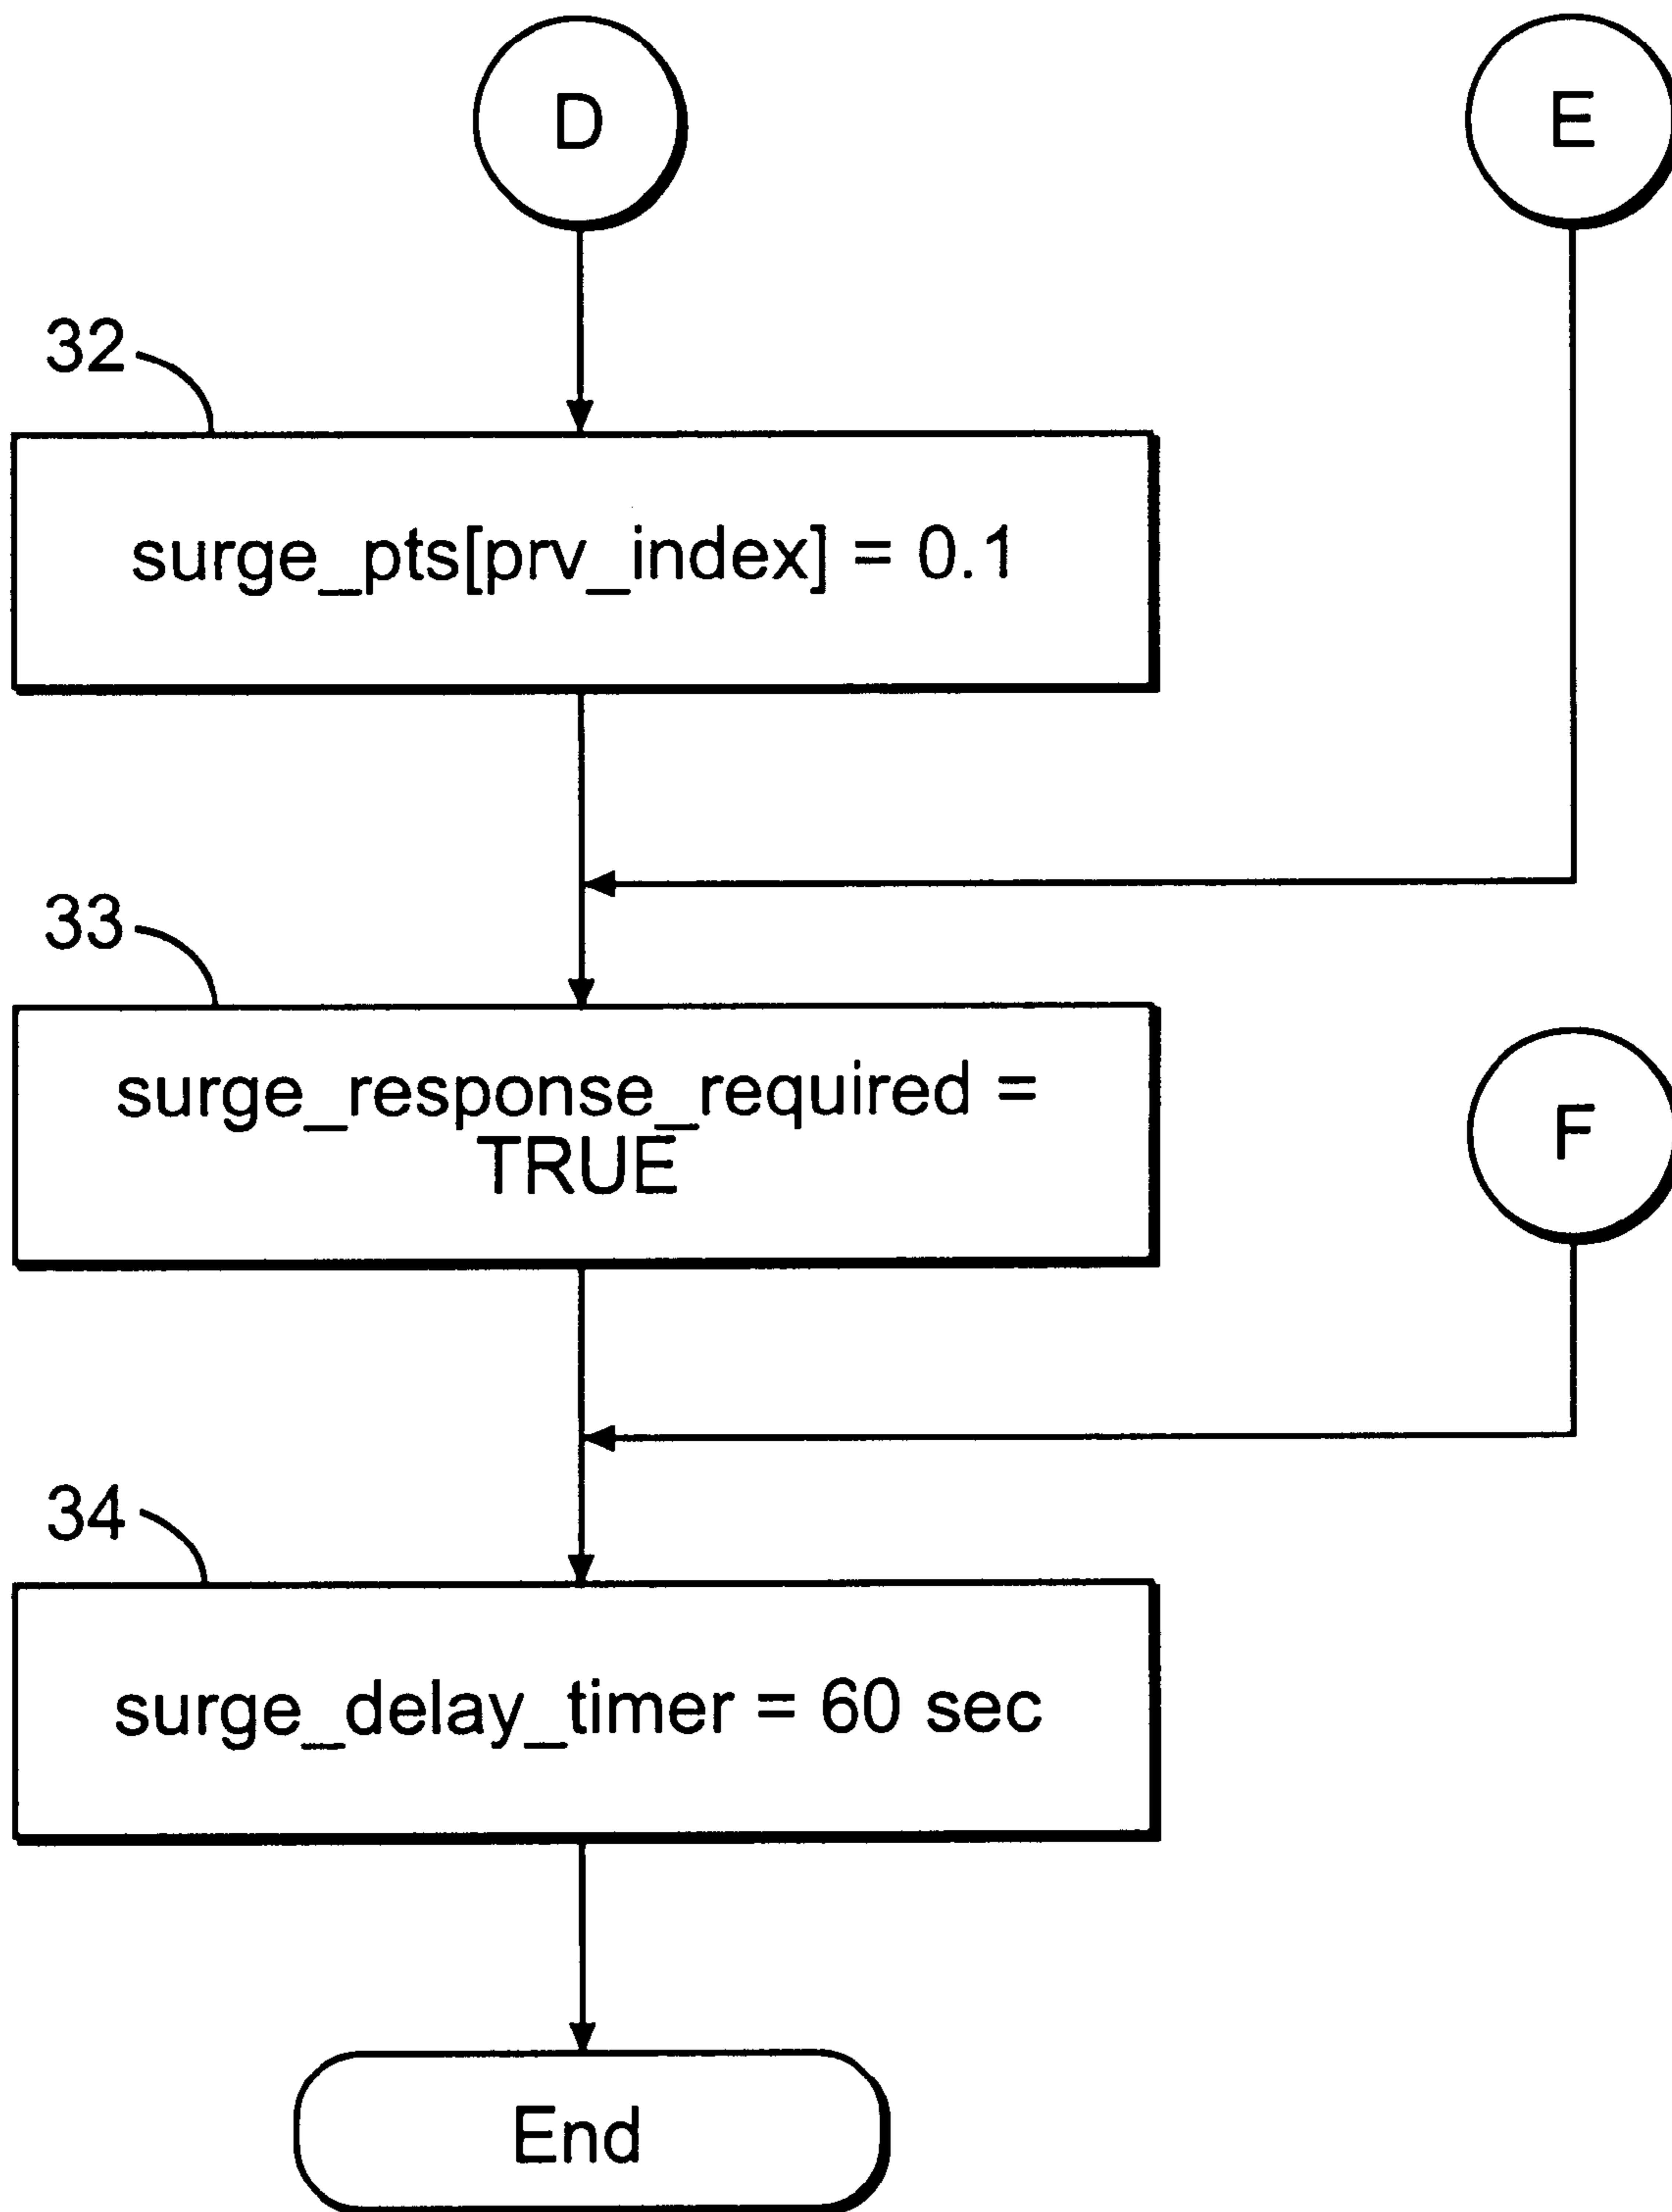 D
E
32
surge_pts[prv_index] = 0.1
33
surge_response_required =
TRUE
F
34
surge_delay_timer = 60 sec
End